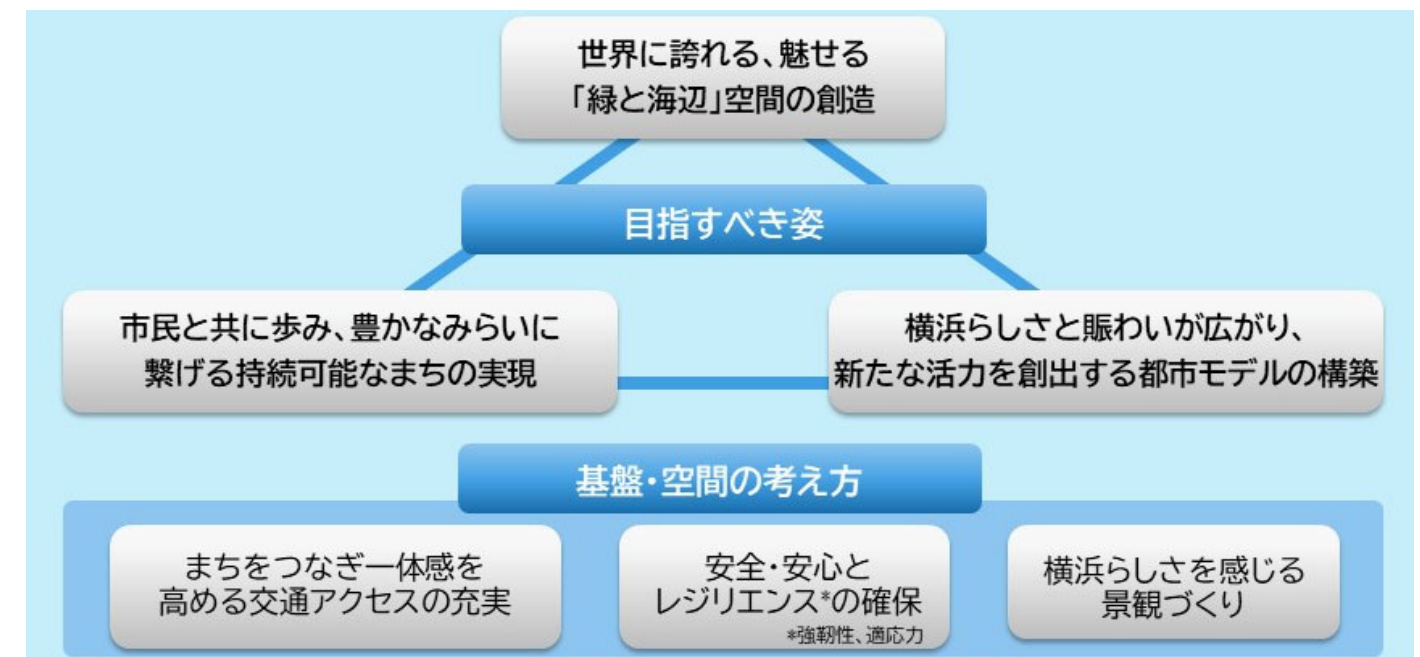 世界に誇れる、魅せる
「緑と海辺」空間の創造
目指すべき姿
市民と共に歩み、豊かなみらいに
繋げる持続可能なまちの実現
横浜らしさと賑わいが広がり、
新たな活力を創出する都市モデルの構築
基盤・空間の考え方
まちをつなぎ一体感を
高める交通アクセスの充実
安全・安心と
レジリエンス*の確保
*強靭性、適応力
横浜らしさを感じる
景観づくり